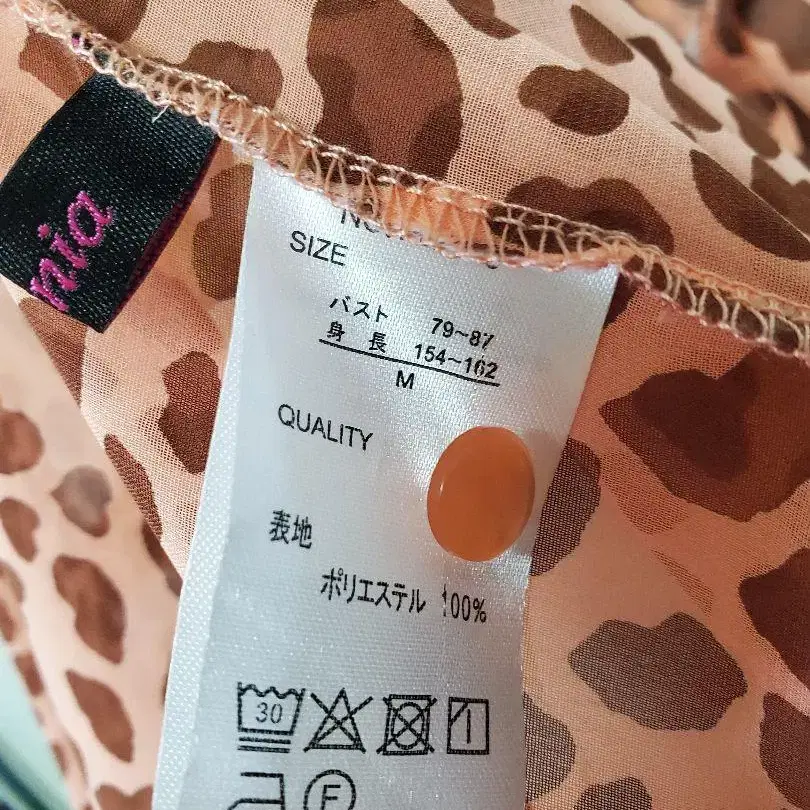 nia
SIZE
バスト 79~87
身 長 154~162
M
QUALITY
表地
ポリエステル 100%
30
F